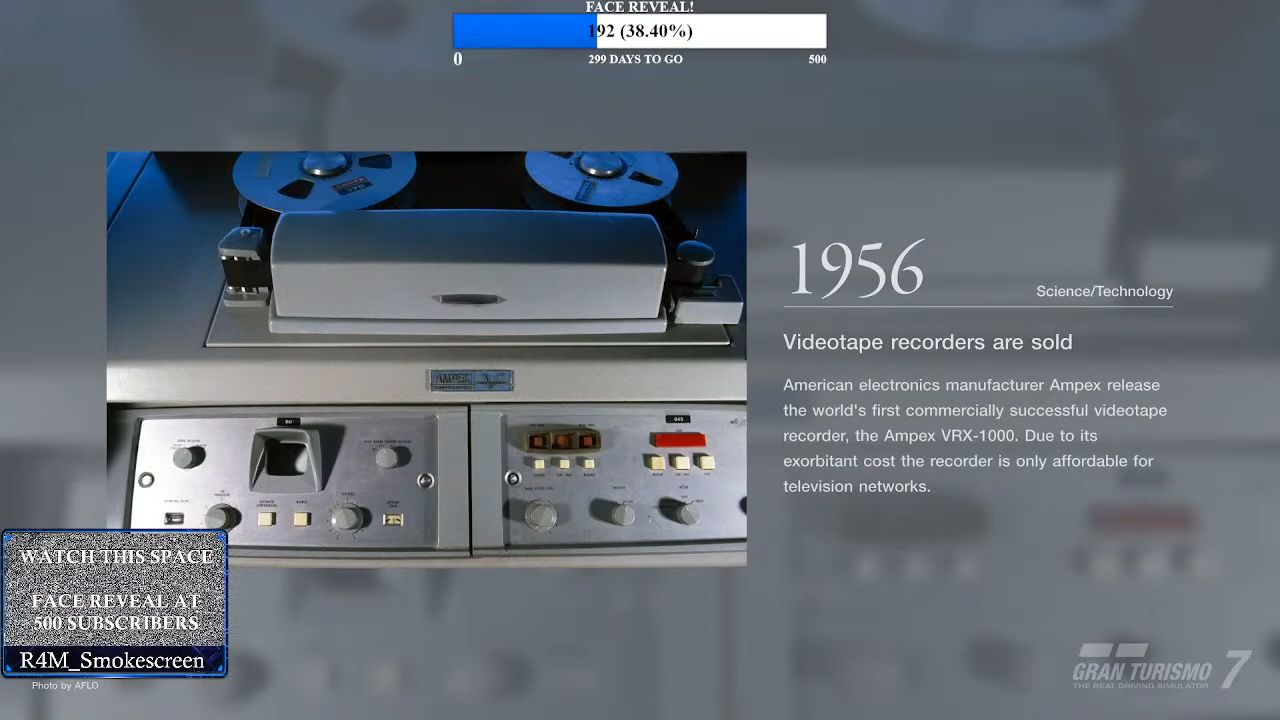 FACE REVEAL!
192 (38.40%)
0
299 DAYS TO GO
500
1956
Science/Technology
Videotape recorders are sold
American electronics manufacturer Ampex release
the world's first commercially successful videotape
recorder, the Ampex VRX-1000. Due to its
exorbitant cost the recorder is only affordable for
television networks.
AMPEX
WATCH THIS SPACE
FACE REVEAL AT
500 SUBSCRIBERS
R4M_Smokescreen
Photo by AFLO
GRAN TURISMO 7
THE REAL DRIVING SIMULATOR